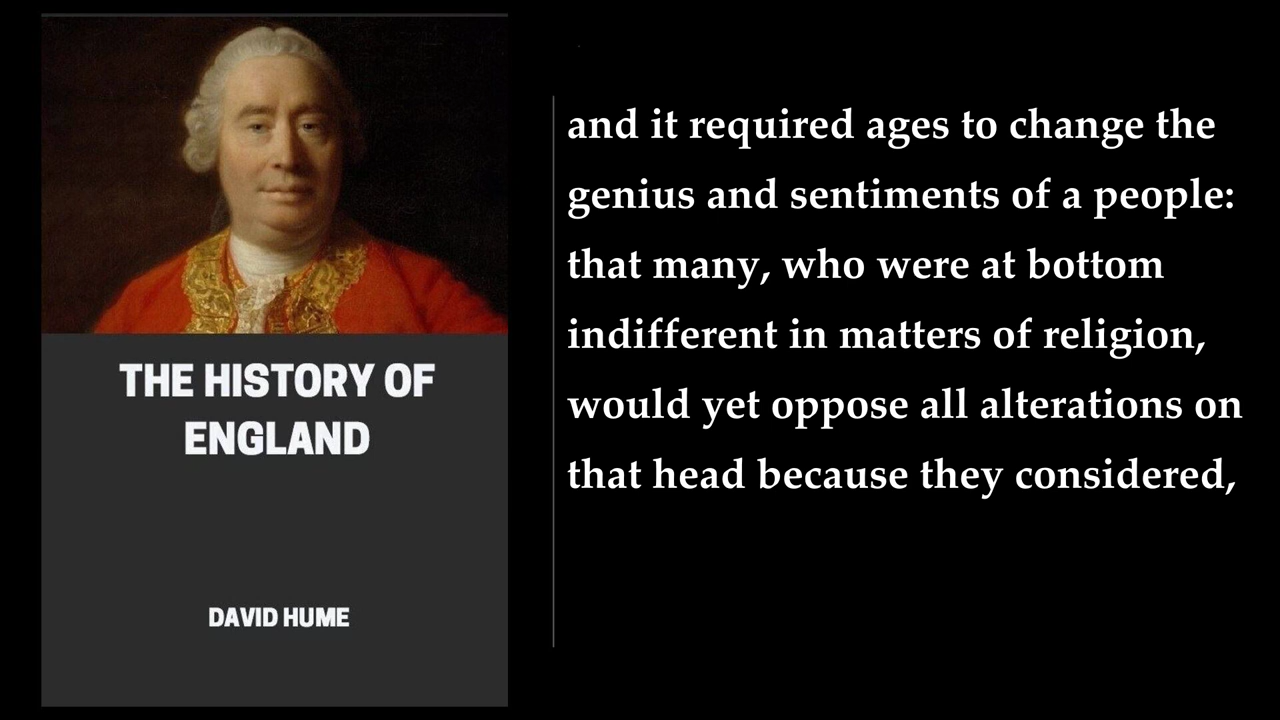 THE HISTORY OF
ENGLAND
DAVID HUME
and it required ages to change the
genius and sentiments of a people:
that many, who were at bottom
indifferent in matters of religion,
would yet oppose all alterations on
that head because they considered,